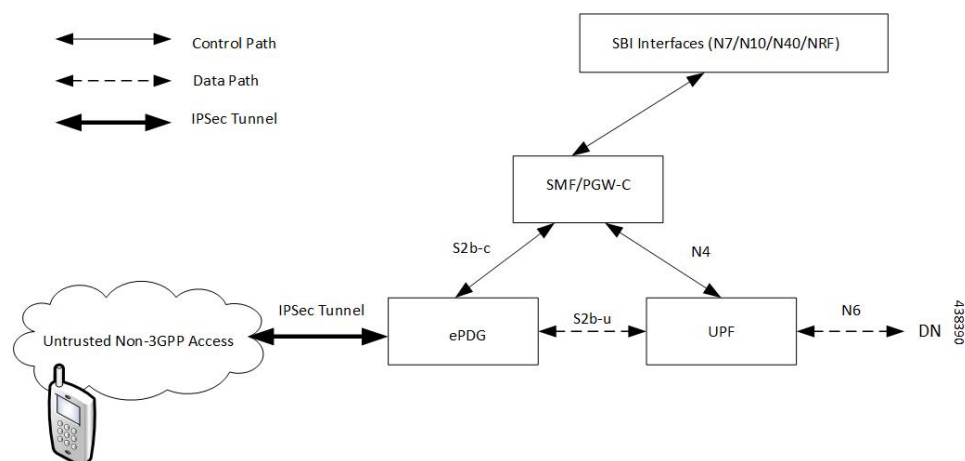 Control Path
Data Path
IPSec Tunnel
SBI Interfaces (N7/N10/N40/NRF)
SMF/PGW-C
S2b-c
N4
Untrusted Non-3GPP Access
IPSec Tunnel
ePDG
S2b-u
UPF
N6
DN
438390